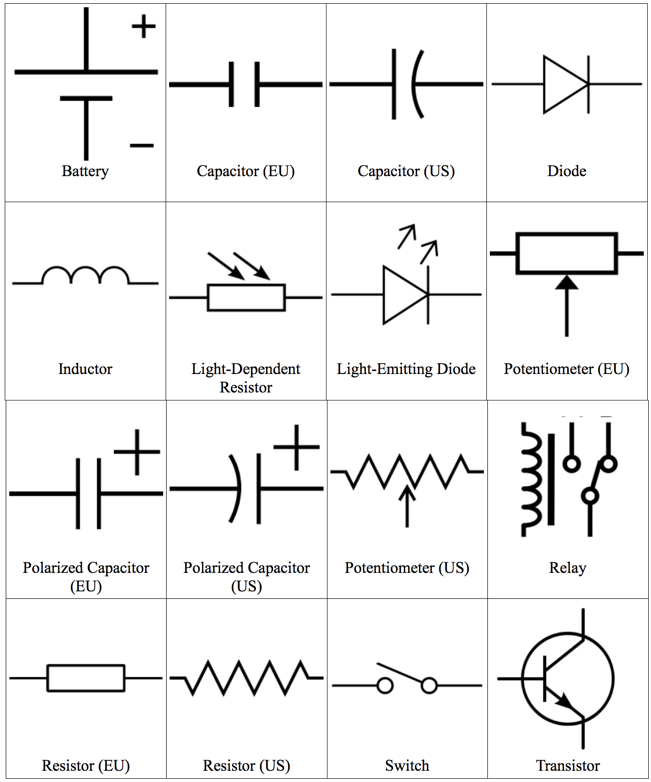 +
−
Battery
Capacitor (EU)
Capacitor (US)
Diode
Inductor
Light-Dependent
Resistor
Light-Emitting Diode
Potentiometer (EU)
+
Polarized Capacitor
(EU)
+
Polarized Capacitor
(US)
Potentiometer (US)
Relay
Resistor (EU)
Resistor (US)
Switch
Transistor